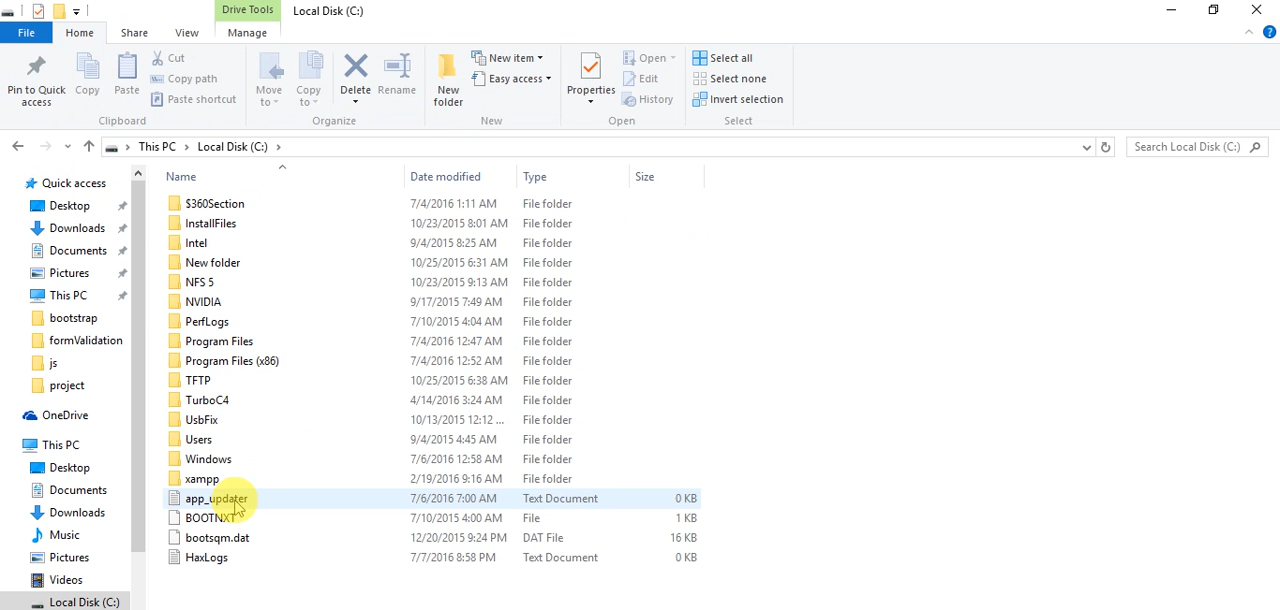 Drive Tools Local Disk (C:)
File Home Share View Manage
Pin to Quick access
Copy
Paste
Cut
Copy path
Paste shortcut
Clipboard
Move to
Copy to
Delete
Rename
Organize
New folder
New item
Easy access
New
Properties
Open
Edit
History
Open
Select all
Select none
Invert selection
Select
This PC Local Disk (C:)
Search Local Disk (C:)
Quick access
Desktop
Downloads
Documents
Pictures
This PC
bootstrap
formValidation
js
project
OneDrive
This PC
Desktop
Documents
Downloads
Music
Pictures
Videos
Local Disk (C:)
Name Date modified Type Size
$360Section 7/4/2016 1:11 AM File folder
InstallFiles 10/23/2015 8:01 AM File folder
Intel 9/4/2015 8:25 AM File folder
New folder 10/25/2015 6:31 AM File folder
NFS 5 10/23/2015 9:13 AM File folder
NVIDIA 9/17/2015 7:49 AM File folder
PerfLogs 7/10/2015 4:04 AM File folder
Program Files 7/4/2016 12:47 AM File folder
Program Files (x86) 7/4/2016 12:52 AM File folder
TFTP 10/25/2015 6:38 AM File folder
TurboC4 4/14/2016 3:24 AM File folder
UsbFix 10/13/2015 12:12 ... File folder
Users 9/4/2015 4:45 AM File folder
Windows 7/6/2016 12:58 AM File folder
xampp 2/19/2016 9:16 AM File folder
app_updater 7/6/2016 7:00 AM Text Document 0 KB
BOOTNXT 7/10/2015 4:00 AM File 1 KB
bootsqm.dat 12/20/2015 9:24 PM DAT File 16 KB
HaxLogs 7/7/2016 8:58 PM Text Document 0 KB